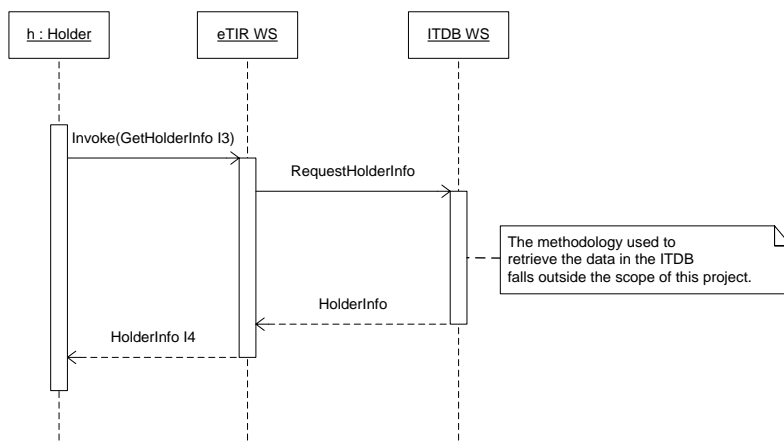 h : Holder
eTIR WS
ITDB WS
Invoke(GetHolderInfo I3)
RequestHolderInfo
The methodology used to
retrieve the data in the ITDB
falls outside the scope of this project.
HolderInfo
HolderInfo I4